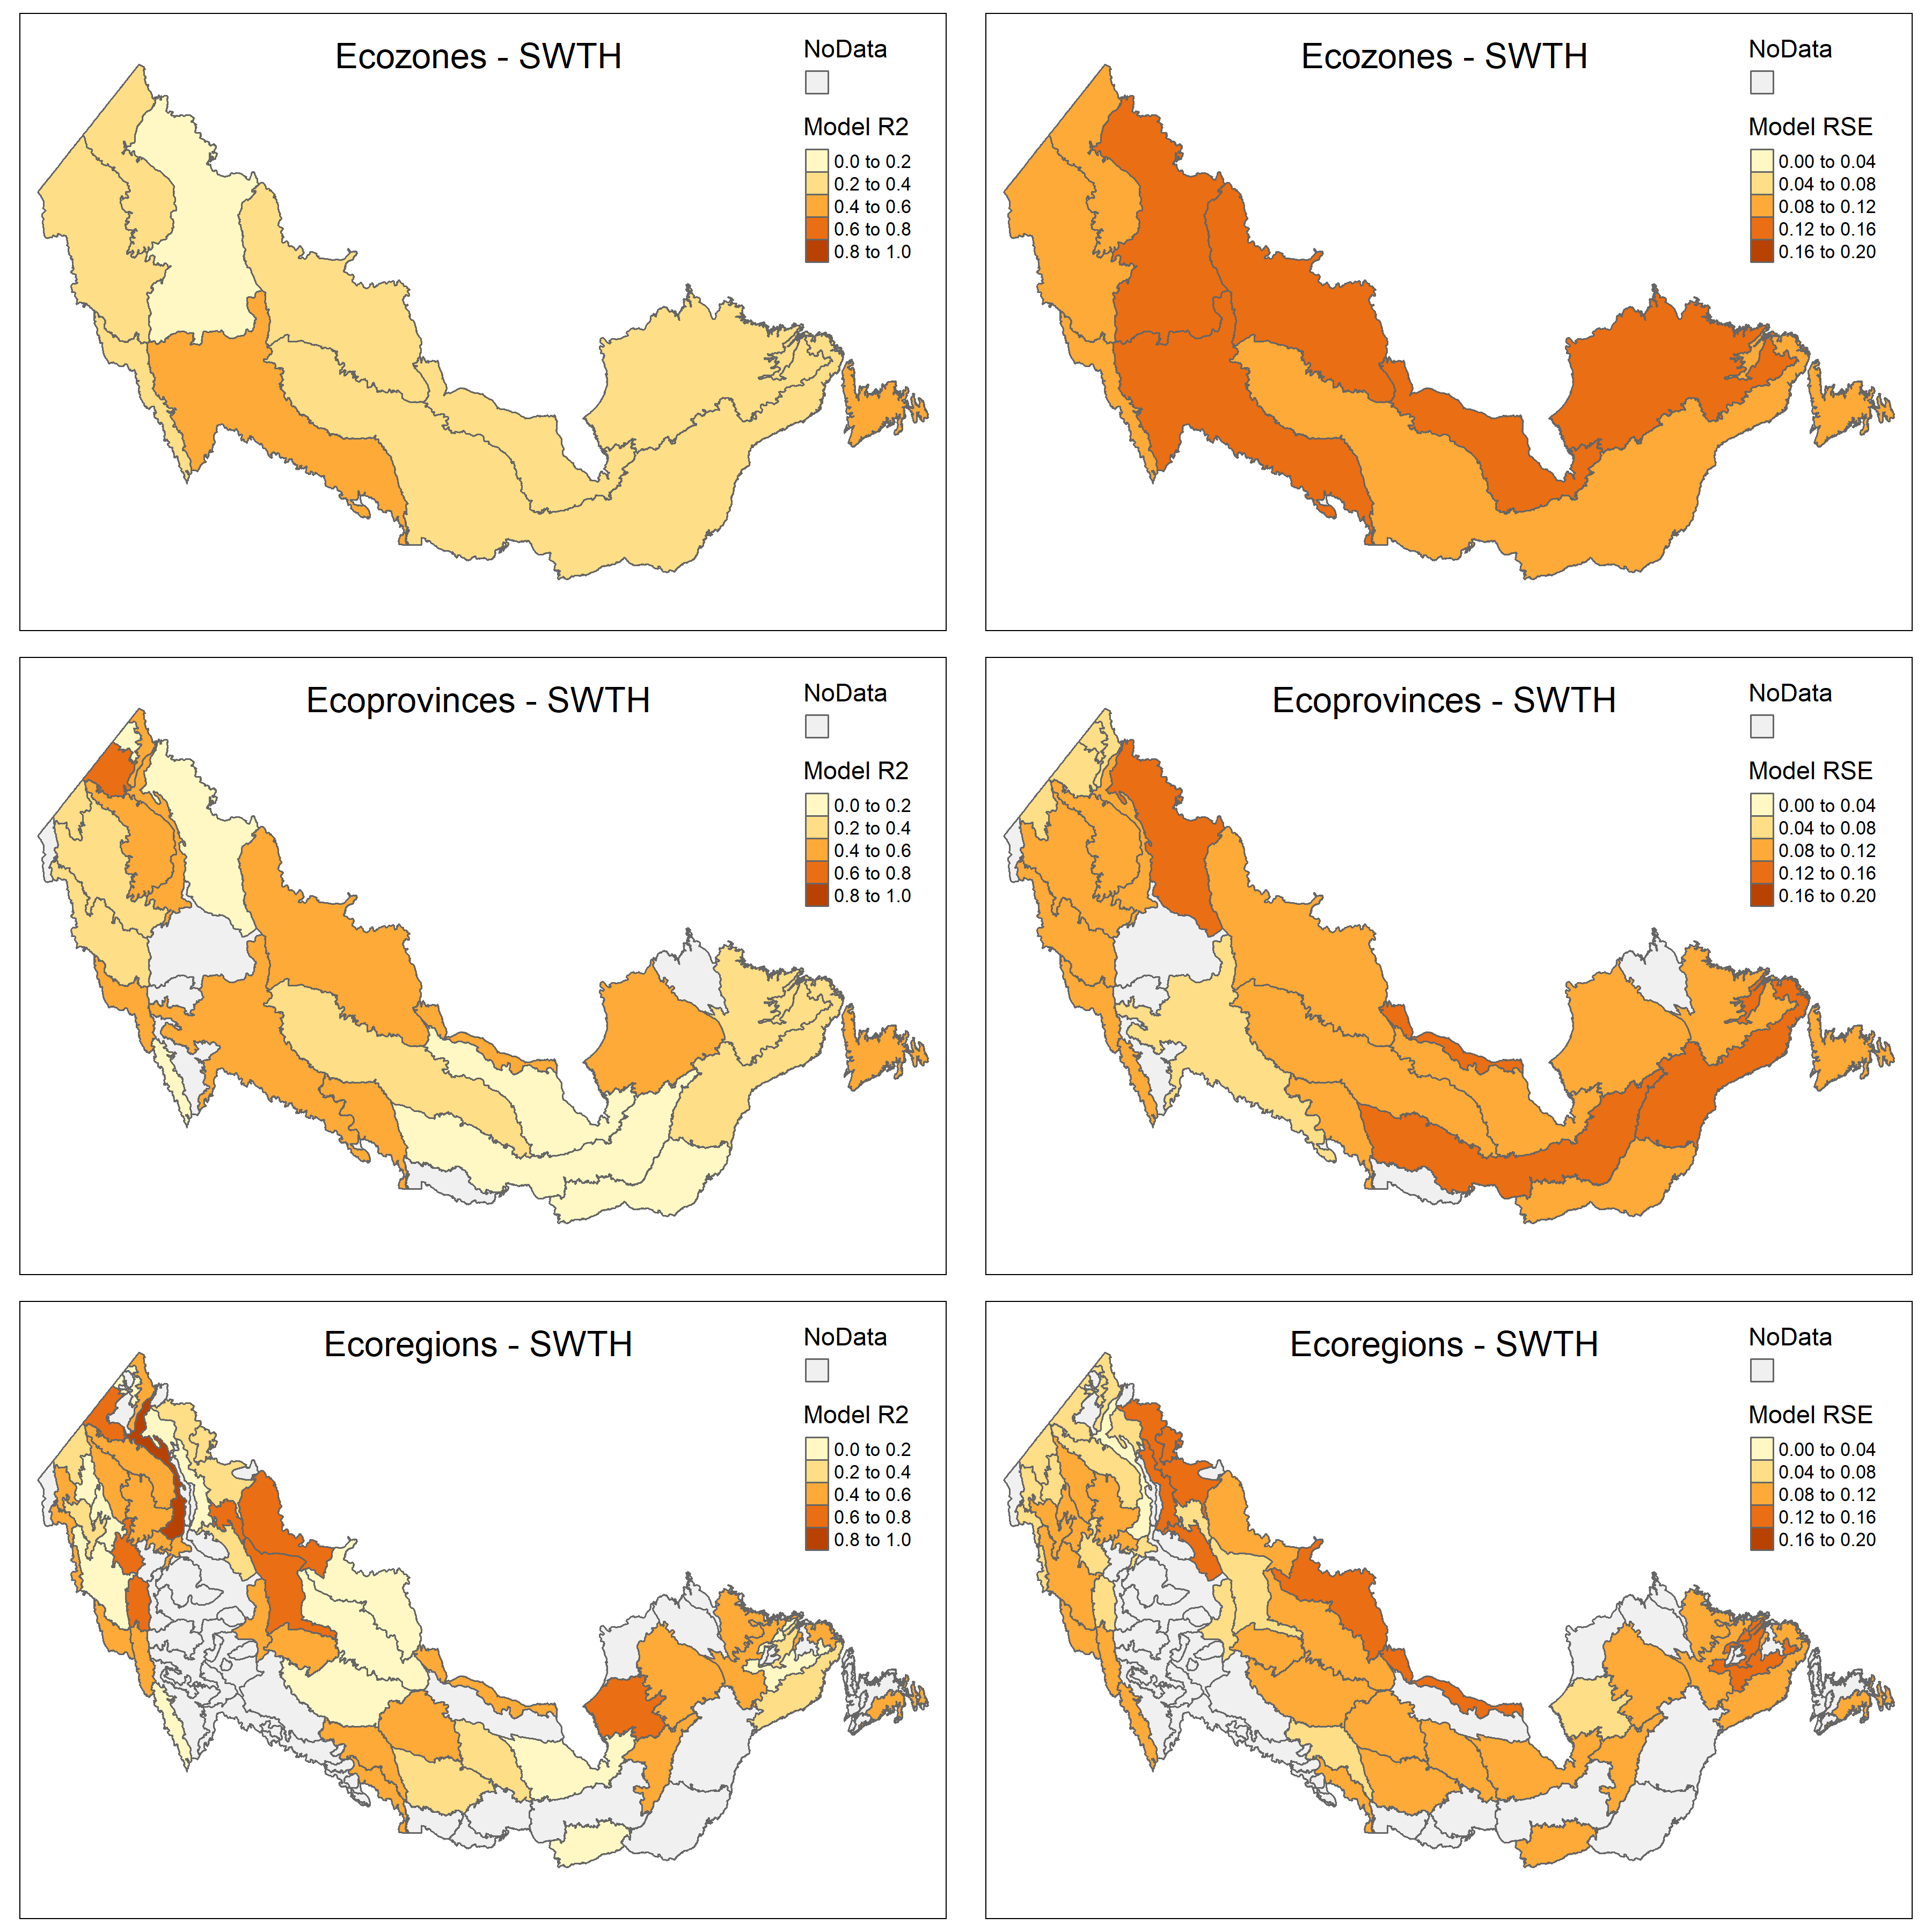 Ecozones - SWTH
NoData
Model R2
0.0 to 0.2
0.2 to 0.4
0.4 to 0.6
0.6 to 0.8
0.8 to 1.0
Ecozones - SWTH
NoData
Model RSE
0.00 to 0.04
0.04 to 0.08
0.08 to 0.12
0.12 to 0.16
0.16 to 0.20
Ecoprovinces - SWTH
NoData
Model R2
0.0 to 0.2
0.2 to 0.4
0.4 to 0.6
0.6 to 0.8
0.8 to 1.0
Ecoprovinces - SWTH
NoData
Model RSE
0.00 to 0.04
0.04 to 0.08
0.08 to 0.12
0.12 to 0.16
0.16 to 0.20
Ecoregions - SWTH
NoData
Model R2
0.0 to 0.2
0.2 to 0.4
0.4 to 0.6
0.6 to 0.8
0.8 to 1.0
Ecoregions - SWTH
NoData
Model RSE
0.00 to 0.04
0.04 to 0.08
0.08 to 0.12
0.12 to 0.16
0.16 to 0.20